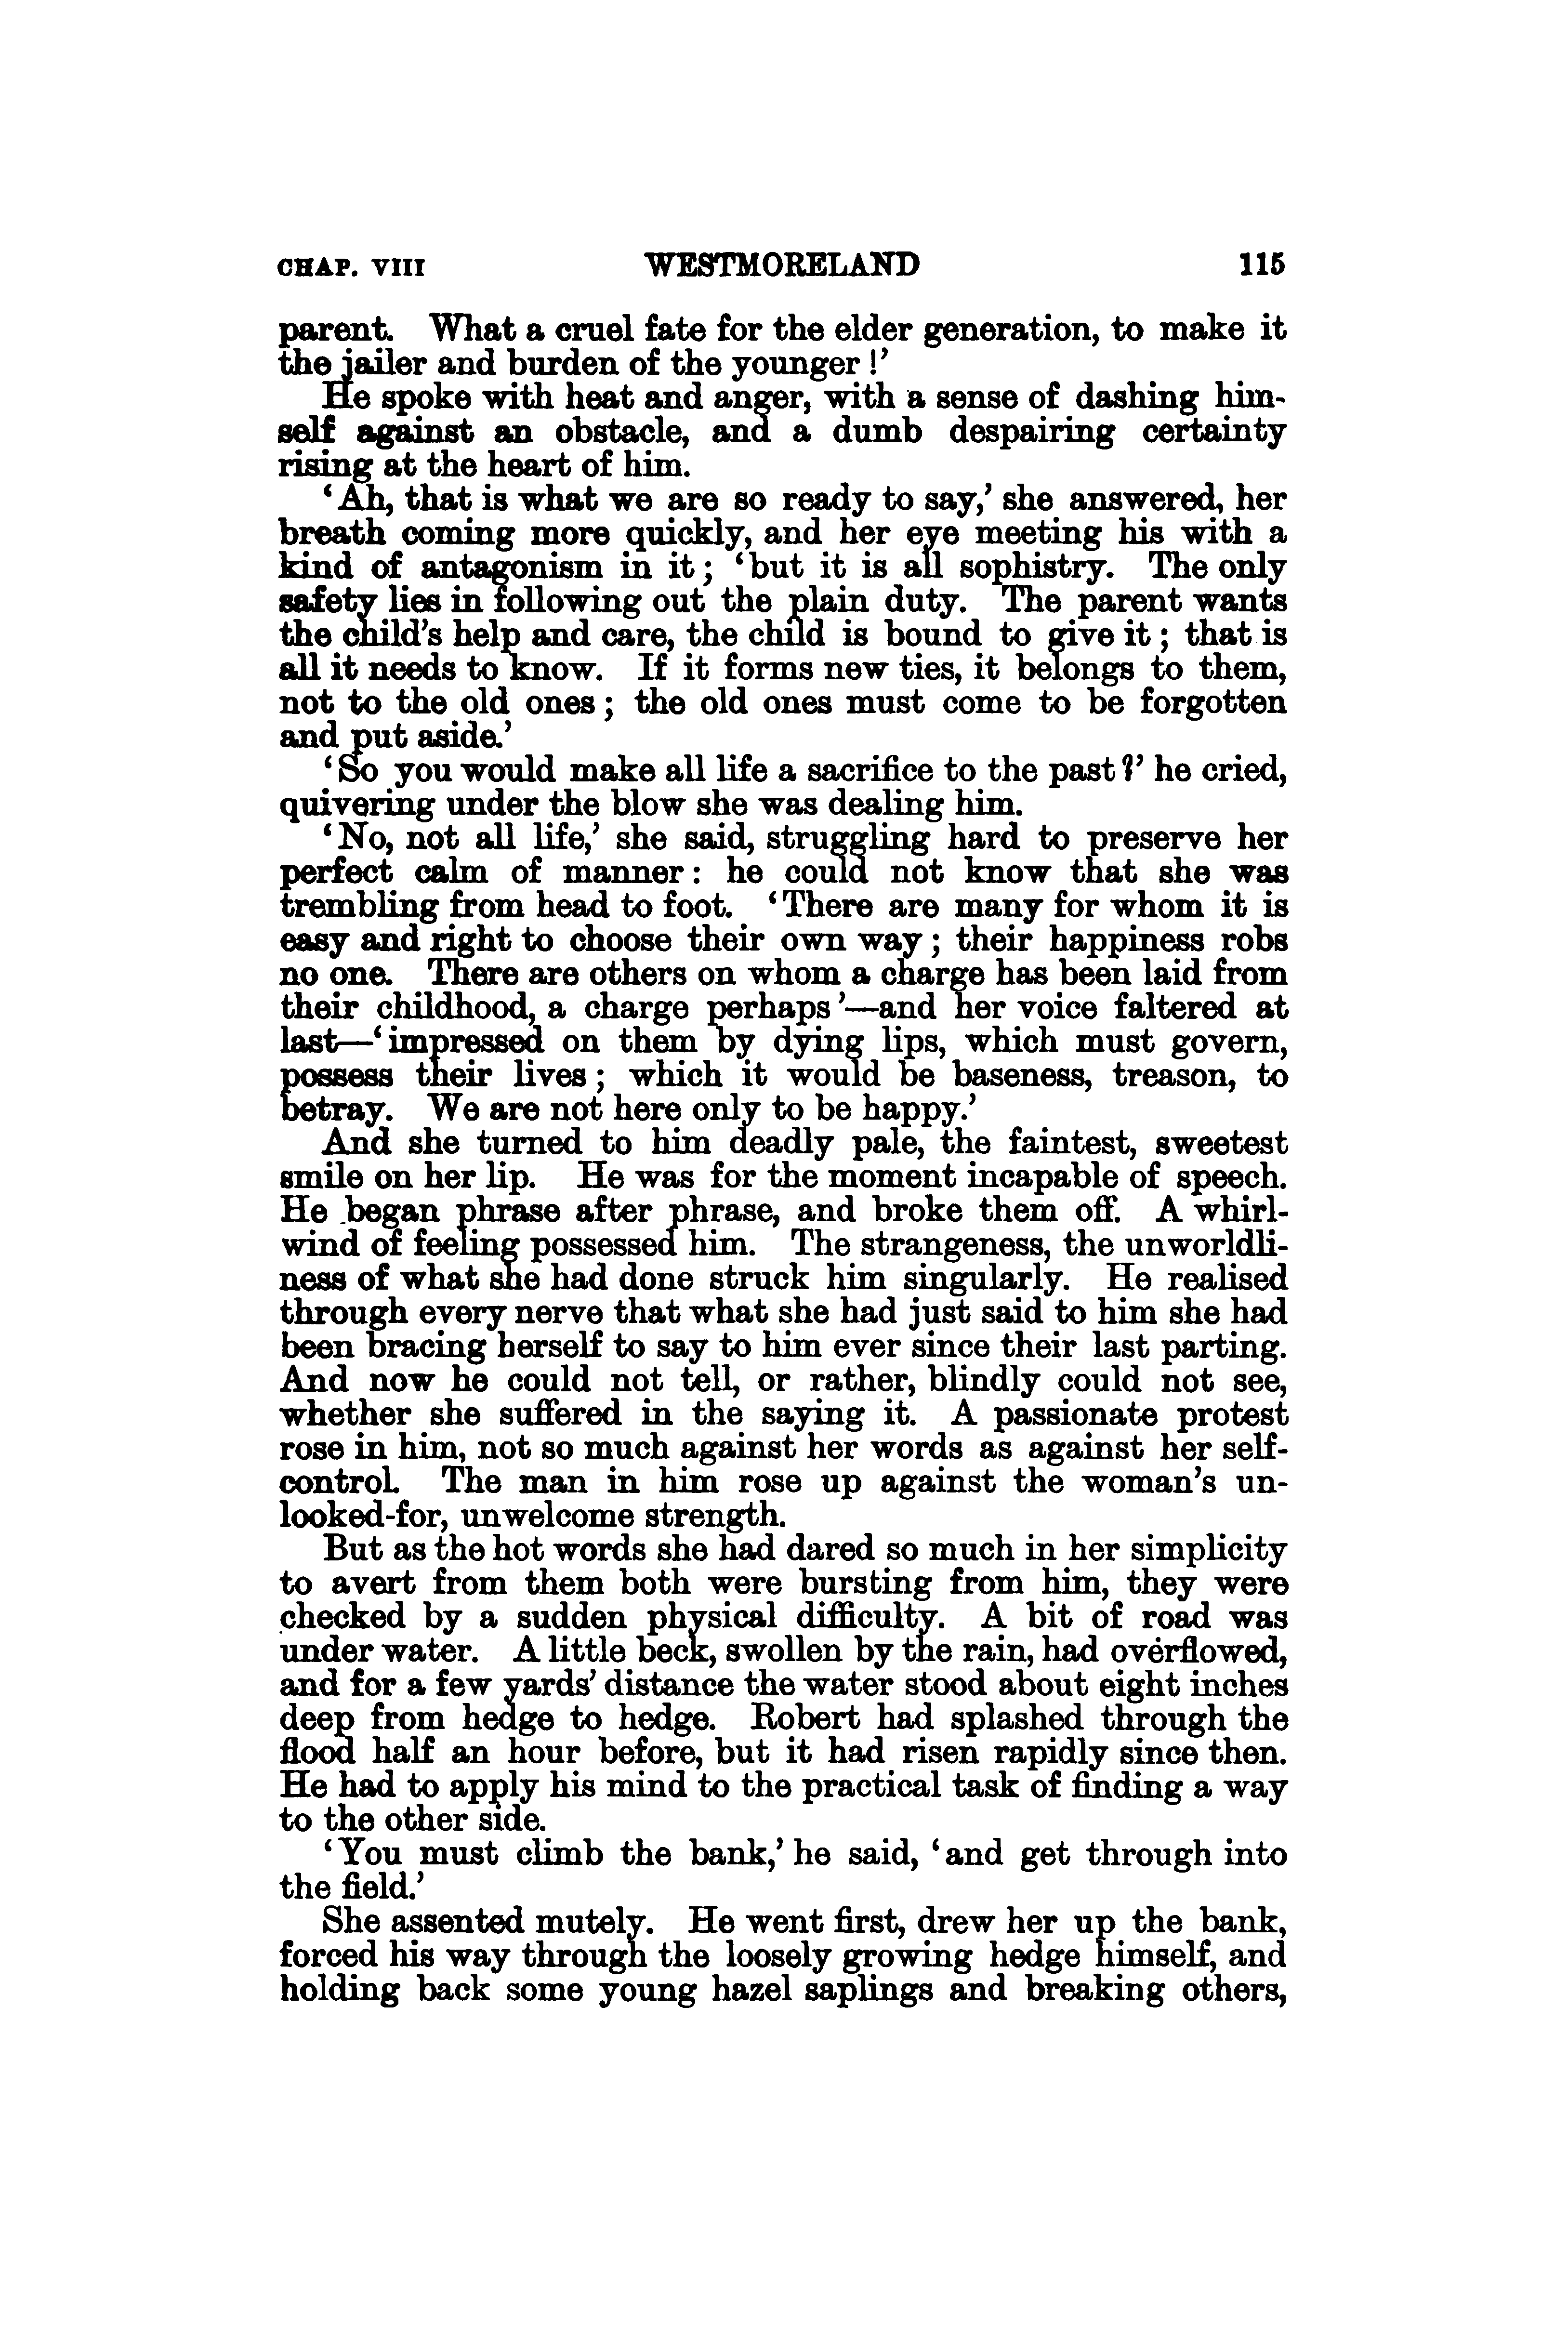 CHAP. VIII WESTMORELAND 115
parent. What a cruel fate for the elder generation, to make it
the jailer and burden of the younger!’
He spoke with heat and anger, with a sense of dashing him-
self against an obstacle, and a dumb despairing certainty
rising at the heart of him.
‘Ah, that is what we are so ready to say,’ she answered, her
breath coming more quickly, and her eye meeting his with a
kind of antagonism in it; ‘but it is all sophistry. The only
safety lies in following out the plain duty. The parent wants
the child’s help and care, the child is bound to give it; that is
all it needs to know. If it forms new ties, it belongs to them,
not to the old ones; the old ones must come to be forgotten
and put aside.’
‘So you would make all life a sacrifice to the past?’ he cried,
quivering under the blow she was dealing him.
‘No, not all life,’ she said, struggling hard to preserve her
perfect calm of manner: he could not know that she was
trembling from head to foot. ‘There are many for whom it is
easy and right to choose their own way; their happiness robs
no one. There are others on whom a charge has been laid from
their childhood, a charge perhaps’—and her voice faltered at
last—‘impressed on them by dying lips, which must govern,
possess their lives; which it would be baseness, treason, to
betray. We are not here only to be happy.’
And she turned to him deadly pale, the faintest, sweetest
smile on her lip. He was for the moment incapable of speech.
He began phrase after phrase, and broke them off. A whirl-
wind of feeling possessed him. The strangeness, the unworldli-
ness of what she had done struck him singularly. He realised
through every nerve that what she had just said to him she had
been bracing herself to say to him ever since their last parting.
And now he could not tell, or rather, blindly could not see,
whether she suffered in the saying it. A passionate protest
rose in him, not so much against her words as against her self-
control. The man in him rose up against the woman’s un-
looked-for, unwelcome strength.
But as the hot words she had dared so much in her simplicity
to avert from them both were bursting from him, they were
checked by a sudden physical difficulty. A bit of road was
under water. A little beck, swollen by the rain, had overflowed,
and for a few yards’ distance the water stood about eight inches
deep from hedge to hedge. Robert had splashed through the
flood half an hour before, but it had risen rapidly since then.
He had to apply his mind to the practical task of finding a way
to the other side.
‘You must climb the bank,’ he said, ‘and get through into
the field.’
She assented mutely. He went first, drew her up the bank,
forced his way through the loosely growing hedge himself, and
holding back some young hazel saplings and breaking others,